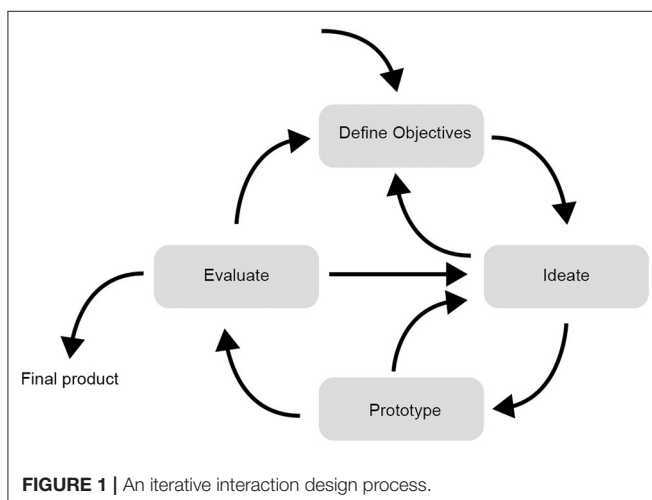 Define Objectives
Evaluate
Ideate
Final product
Prototype
FIGURE 1 | An iterative interaction design process.